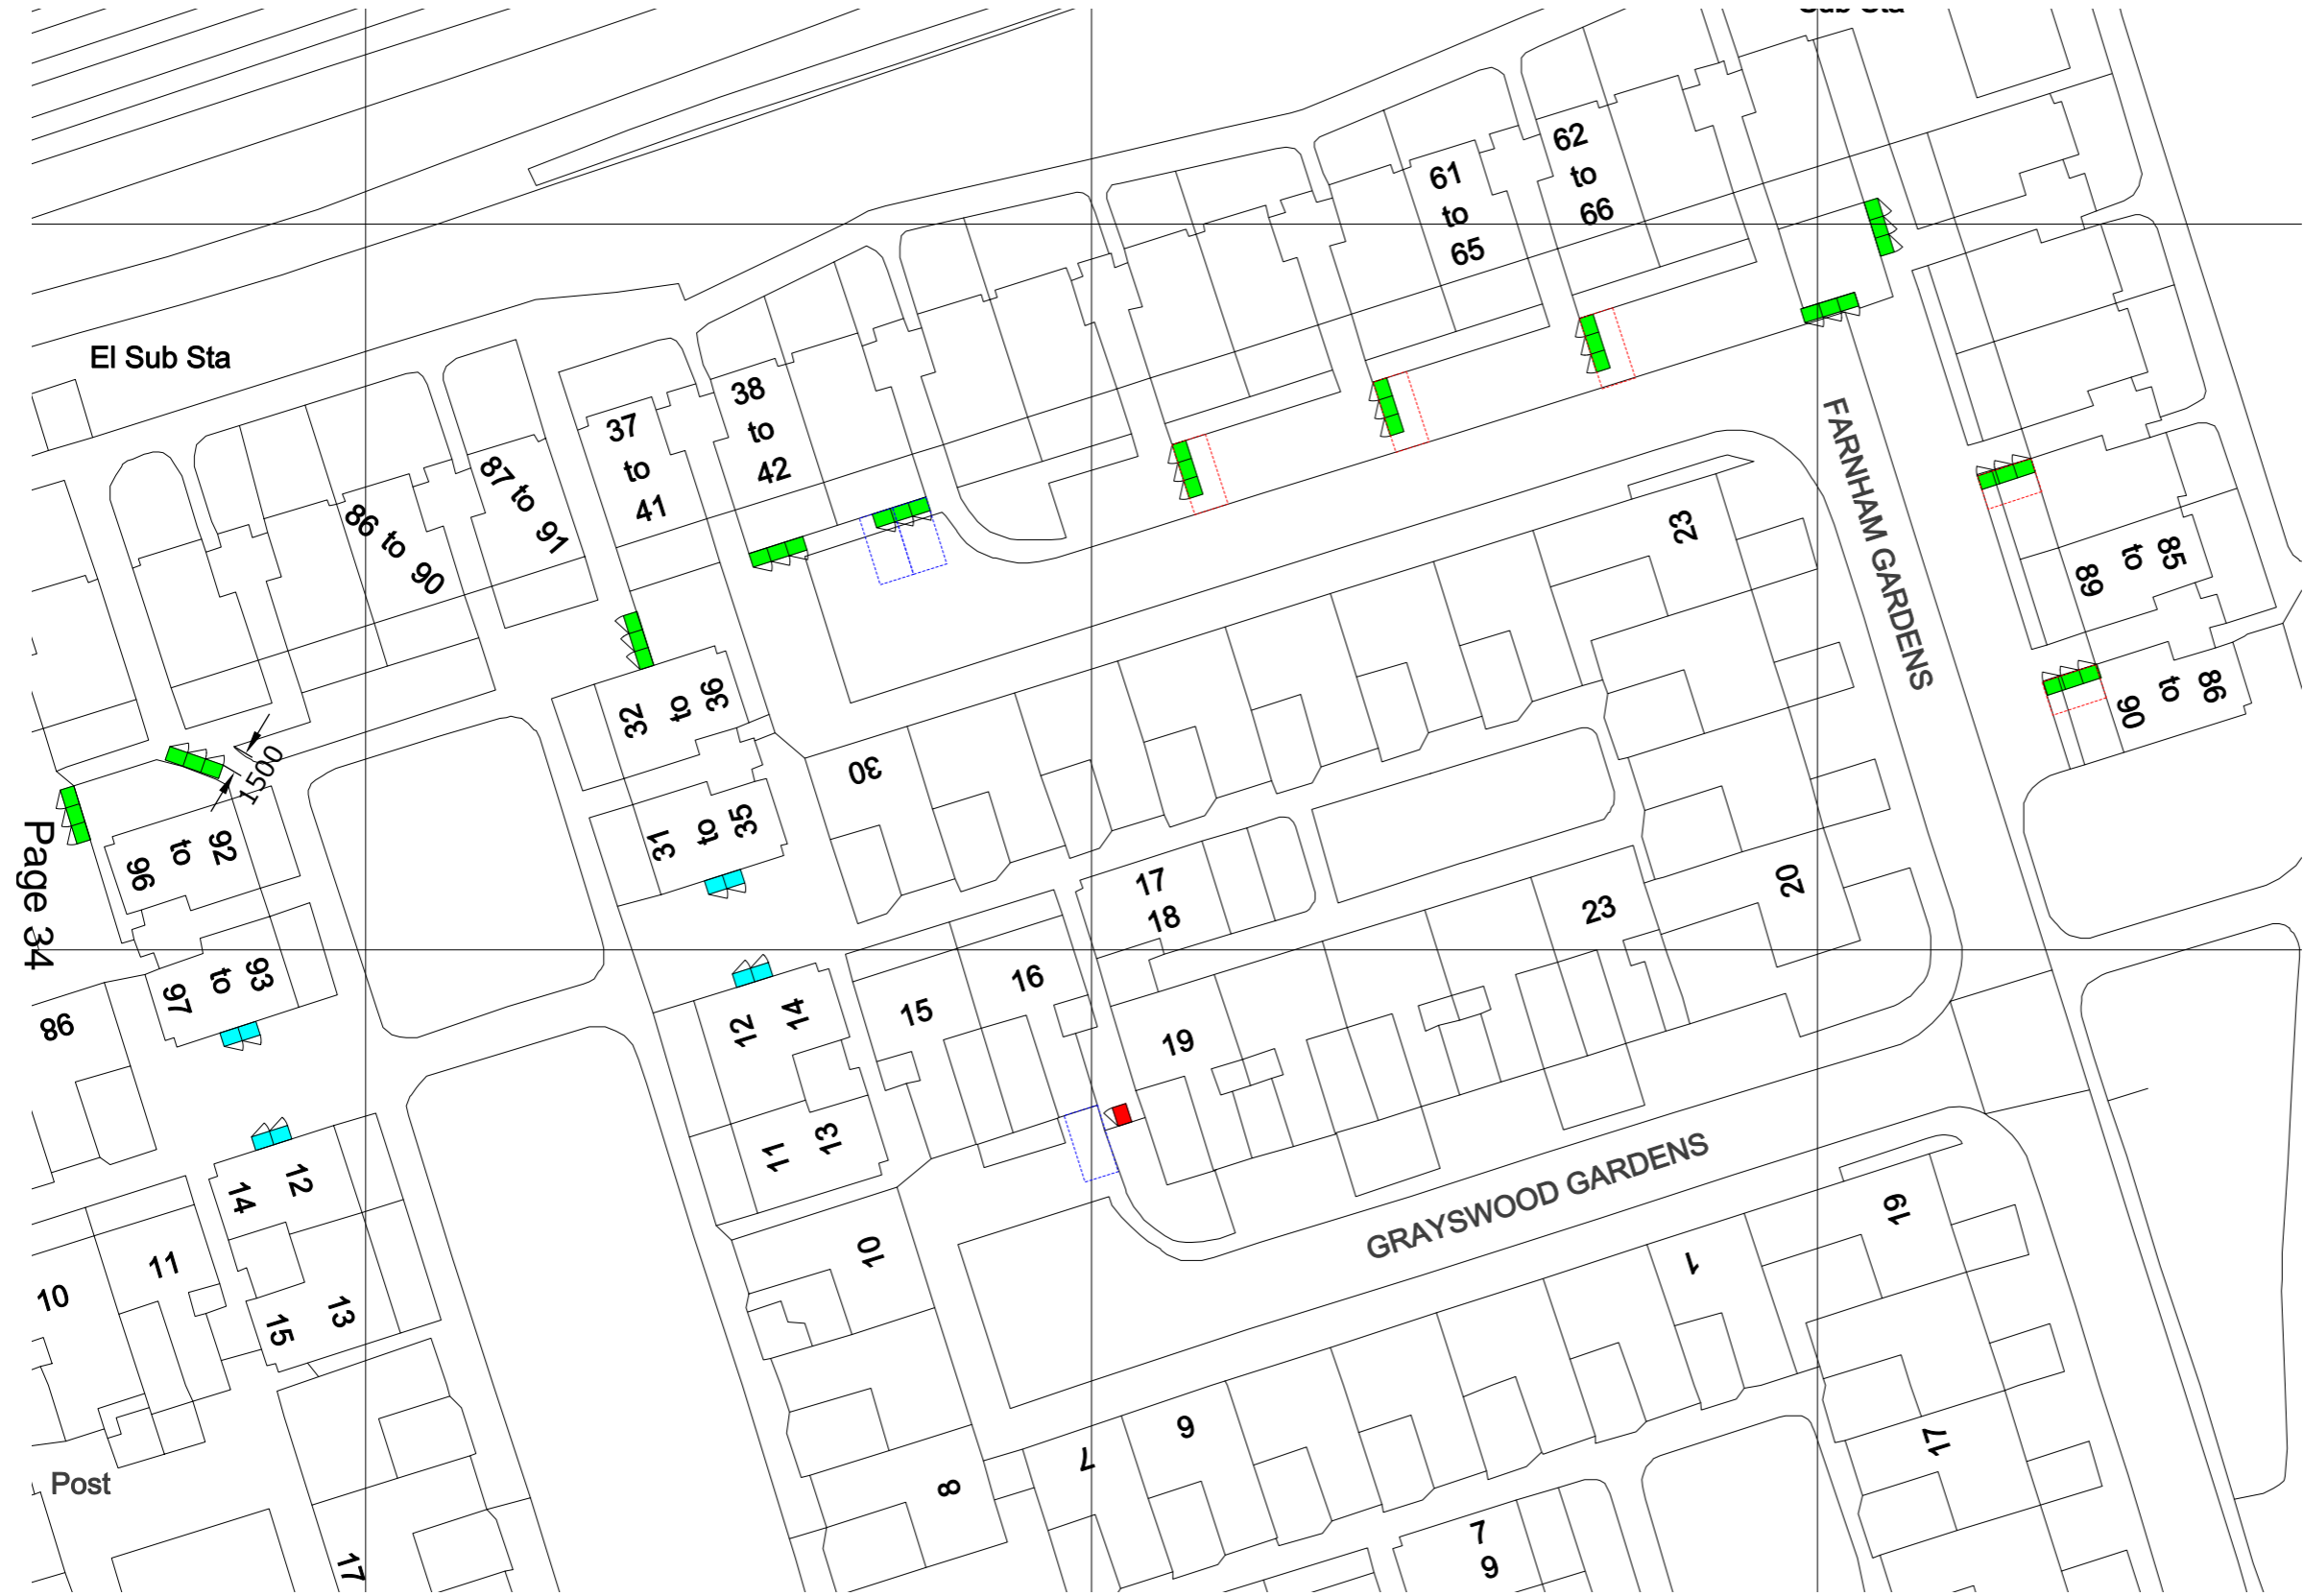 Sub Sta
62
to
66
61
to
65
El Sub Sta
38
to
42
37
to
41
87 to 91
86 to 90
FARNHAM GARDENS
23
85
to
89
86
to
90
32
to
36
31
to
35
30
1500
Page 34
92
to
96
93
to
97
17
18
20
23
16
15
19
12
14
11
13
86
12
14
11
10
13
15
10
GRAYSWOOD GARDENS
19
1
6
7
8
17
Post
17
7
9